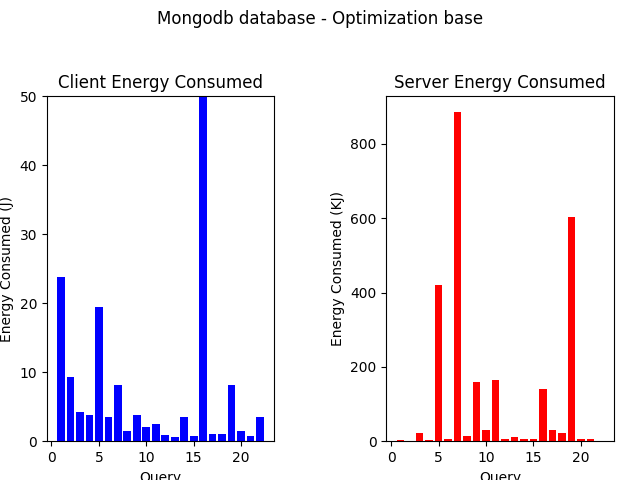 Mongodb database - Optimization base
Client Energy Consumed
Energy Consumed (J)
50
40
30
20
10
0
0 5 10 15 20
Query
Server Energy Consumed
Energy Consumed (KJ)
800
600
400
200
0
0 5 10 15 20
Query